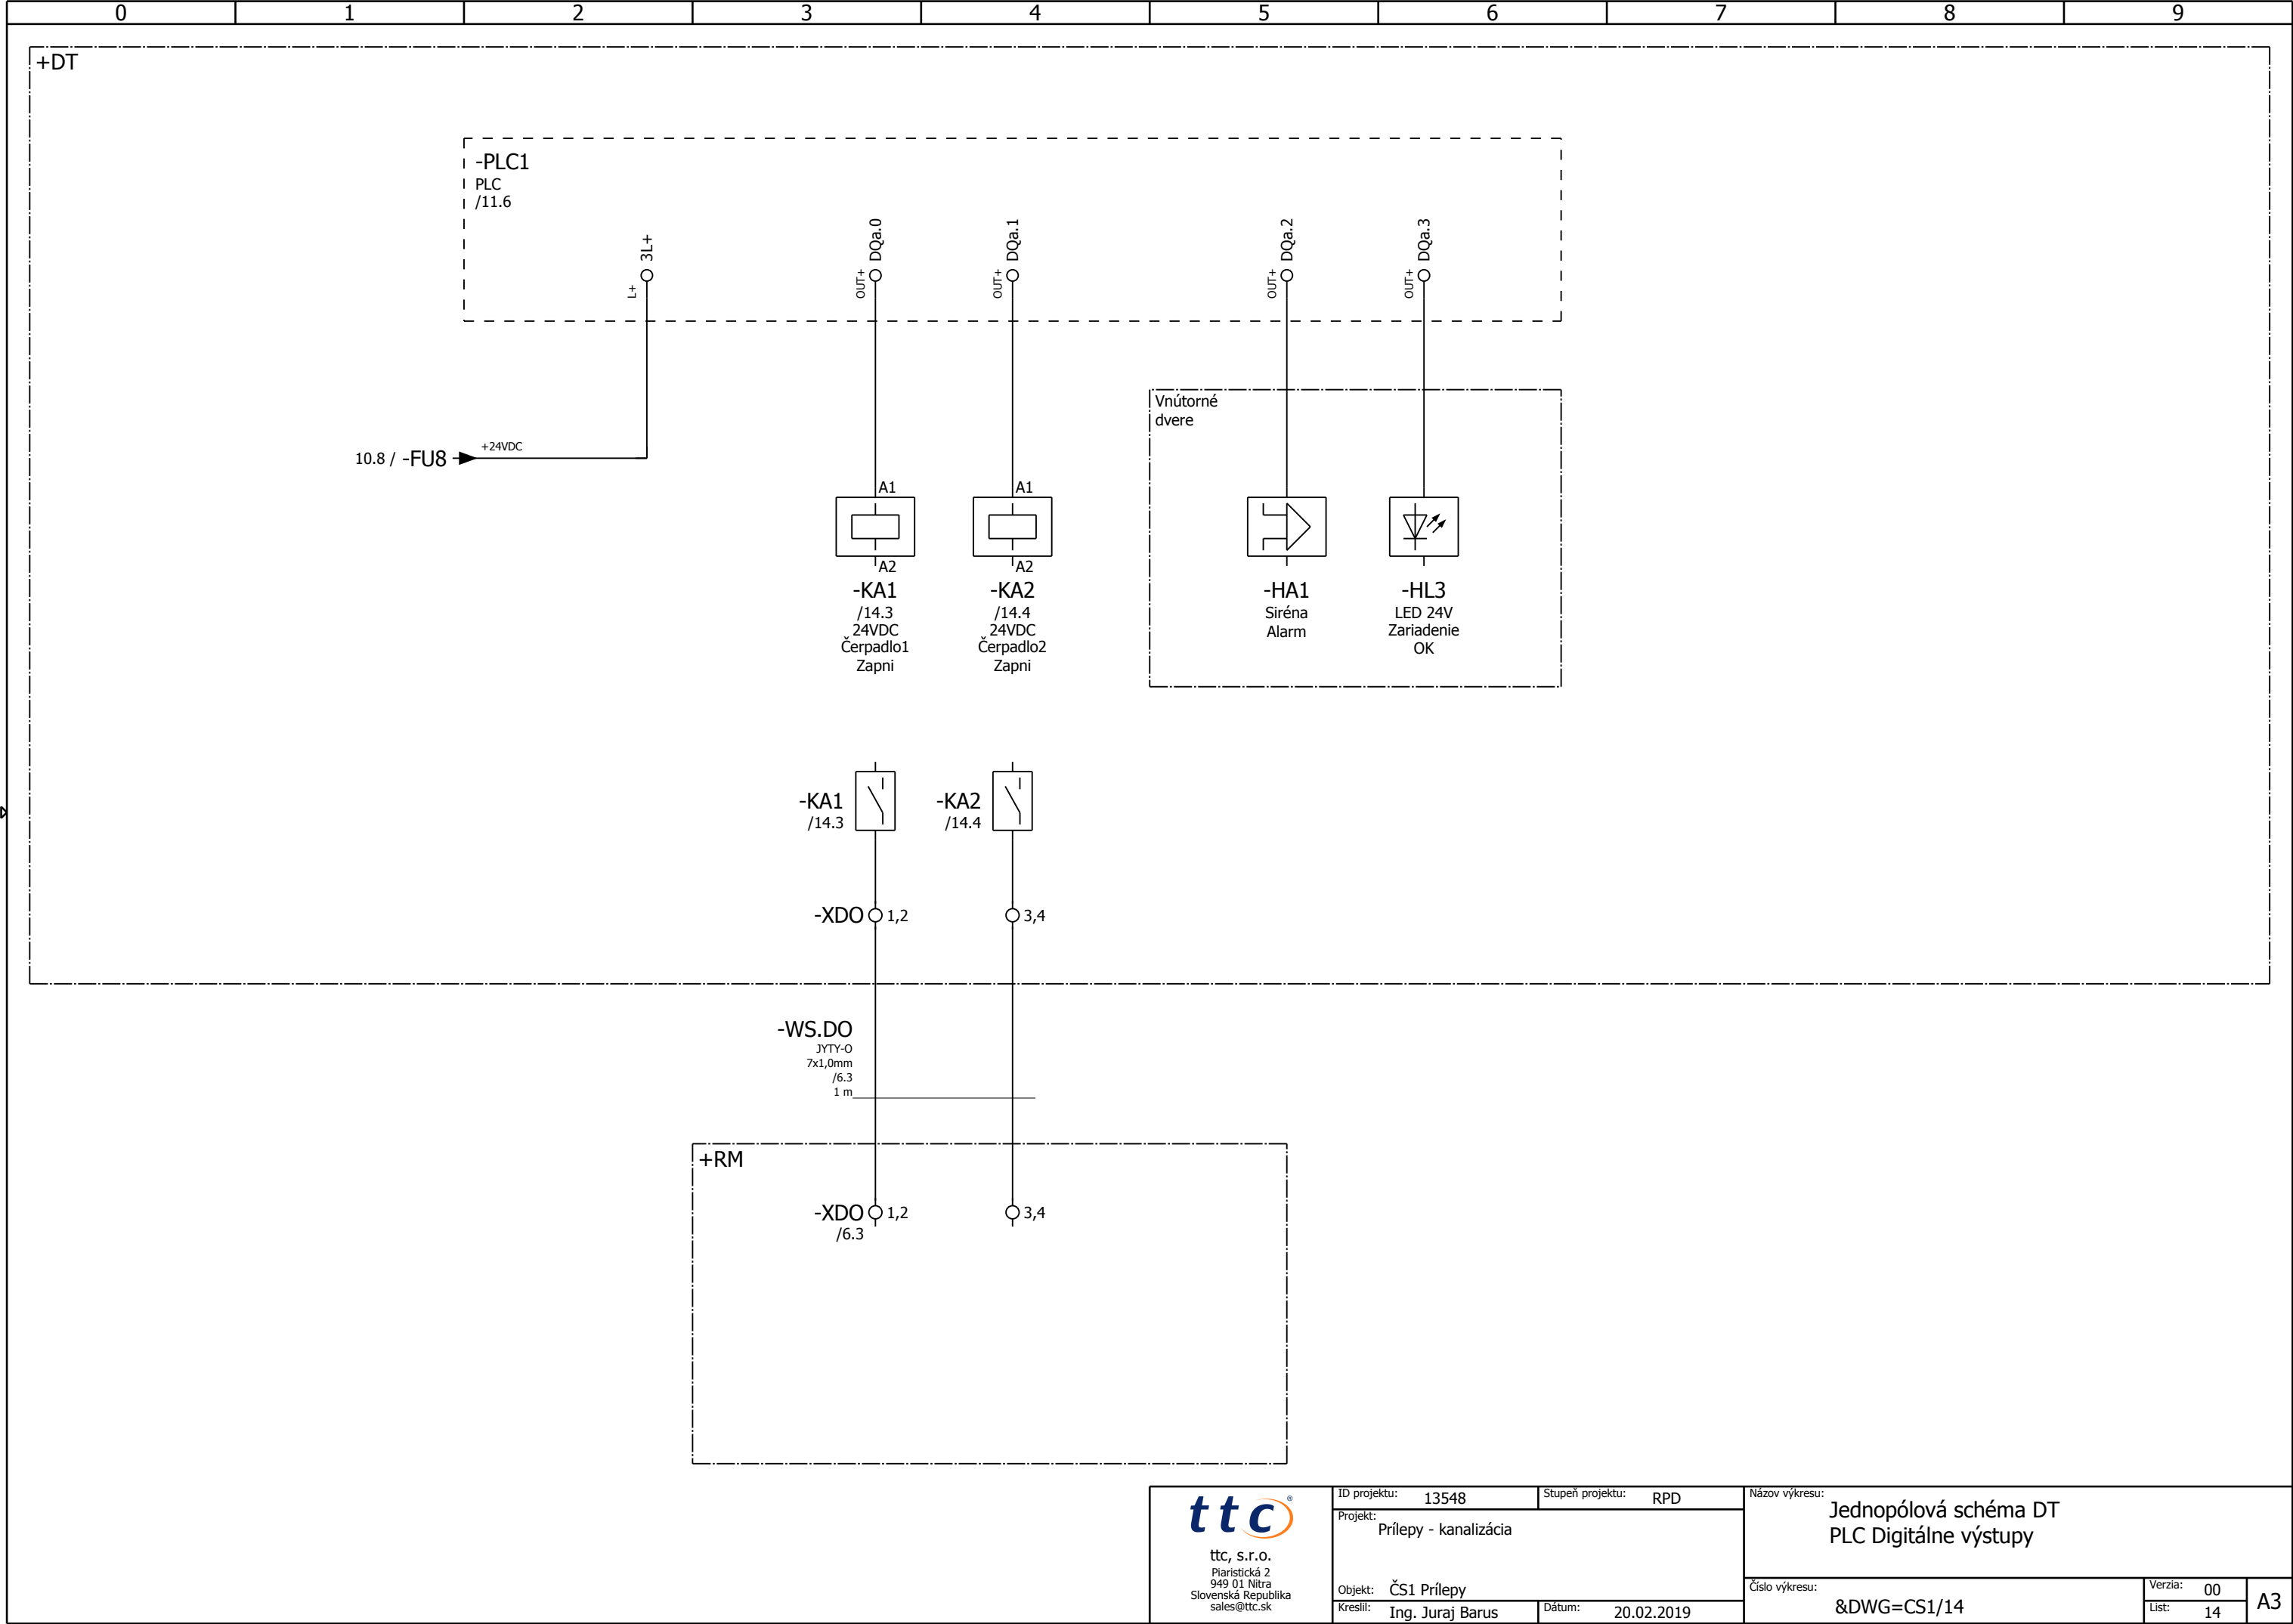 0 1 2 3 4 5 6 7 8 9
+DT
-PLC1
PLC
/11.6
3L+
L+
DQa.0
OUT+
DQa.1
OUT+
DQa.2
OUT+
DQa.3
OUT+
10.8 / -FU8
+24VDC
Vnútorné
dvere
A1
A2
-KA1
/14.3
24VDC
Čerpadlo1
Zapni
A1
A2
-KA2
/14.4
24VDC
Čerpadlo2
Zapni
-HA1
Siréna
Alarm
-HL3
LED 24V
Zariadenie
OK
-KA1
/14.3
-KA2
/14.4
-XDO 1,2
3,4
-WS.DO
JYTY-O
7x1,0mm
/6.3
1 m
+RM
-XDO 1,2
/6.3
3,4
ttc®
ttc, s.r.o.
Piaristická 2
949 01 Nitra
Slovenská Republika
sales@ttc.sk
ID projektu: 13548
Stupeň projektu: RPD
Projekt:
Prílepy - kanalizácia
Objekt: ČS1 Prílepy
Kreslil: Ing. Juraj Barus
Dátum: 20.02.2019
Názov výkresu:
Jednopólová schéma DT
PLC Digitálne výstupy
Číslo výkresu:
&DWG=CS1/14
Verzia: 00
List: 14
A3